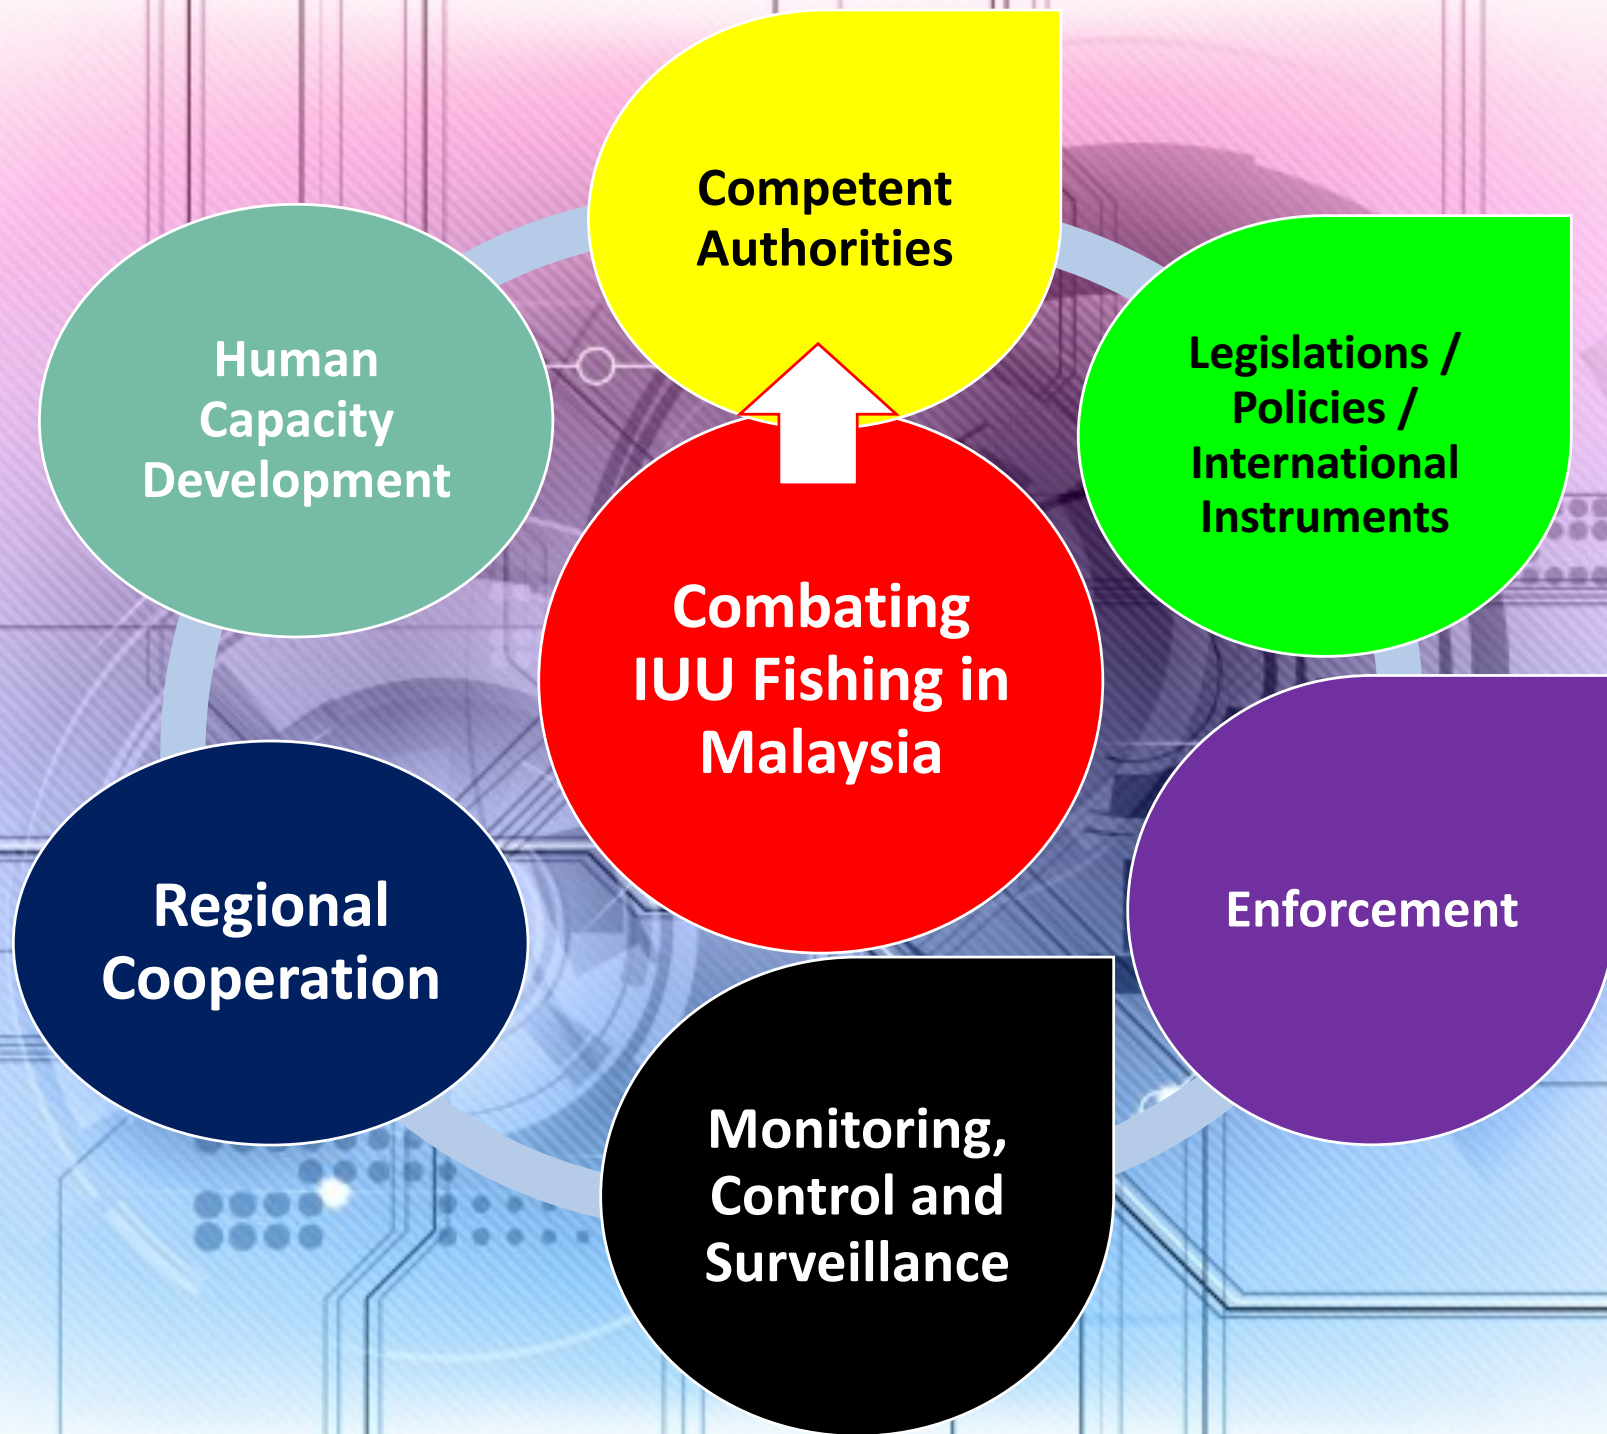 Competent
Authorities
Legislations /
Policies /
International
Instruments
Enforcement
Monitoring,
Control and
Surveillance
Regional
Cooperation
Human
Capacity
Development
Combating
IUU Fishing in
Malaysia